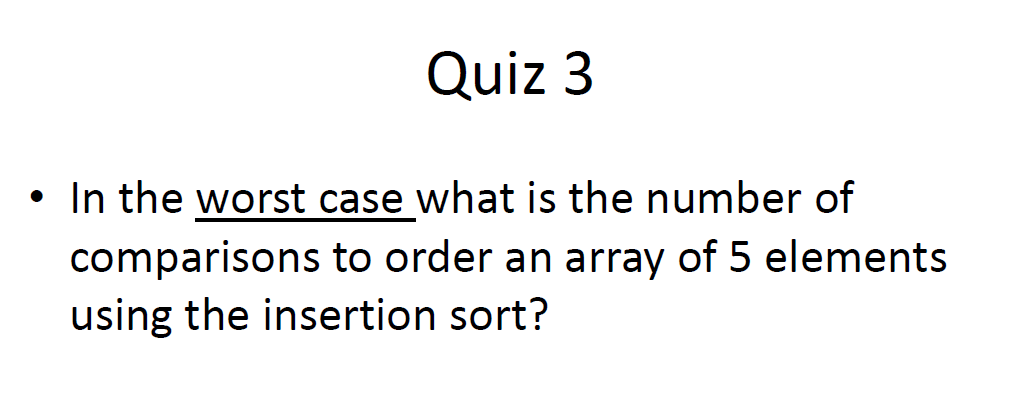 Quiz 3
• In the worst case what is the number of
comparisons to order an array of 5 elements
using the insertion sort?